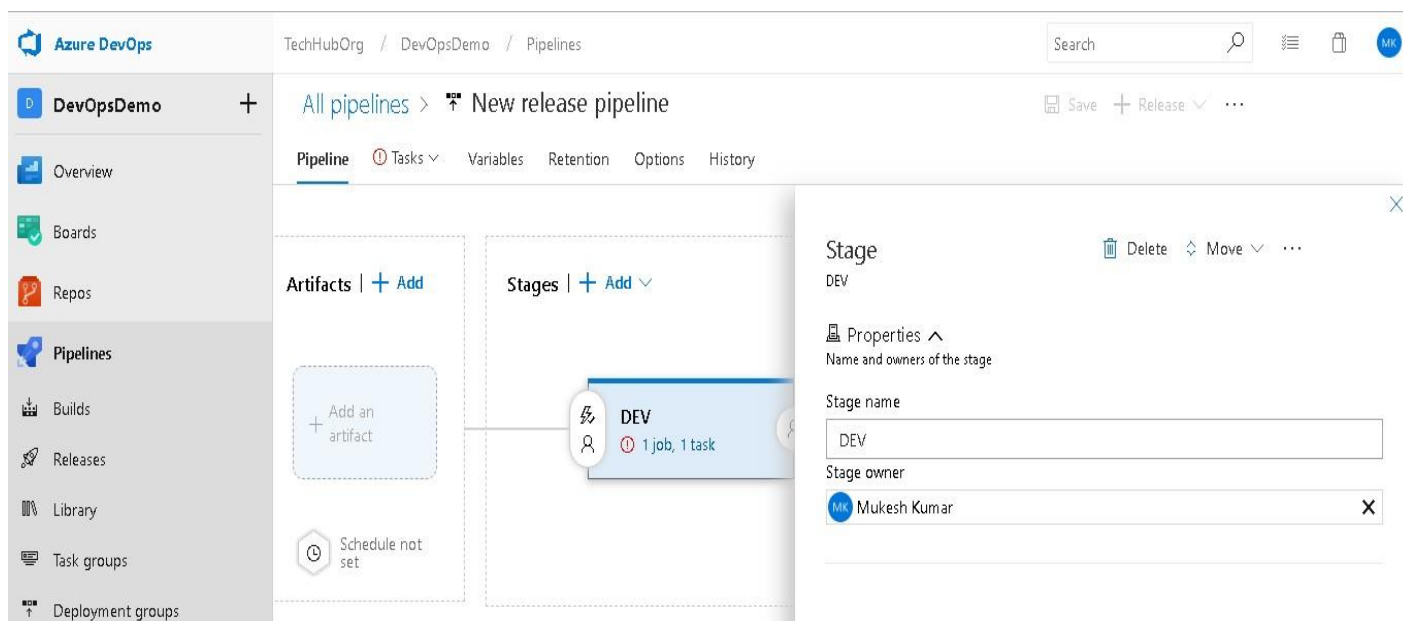 Azure DevOps
TechHubOrg / DevOpsDemo / Pipelines
Search
MK
D DevOpsDemo +
All pipelines > New release pipeline
Save + Release ...
Pipeline Tasks Variables Retention Options History
Overview
Boards
Repos
Pipelines
Builds
Releases
Library
Task groups
Deployment groups
Artifacts | + Add
+ Add an
artifact
Schedule not
set
Stages | + Add
DEV
1 job, 1 task
Stage
DEV
Delete Move ...
Properties
Name and owners of the stage
Stage name
DEV
Stage owner
MK Mukesh Kumar